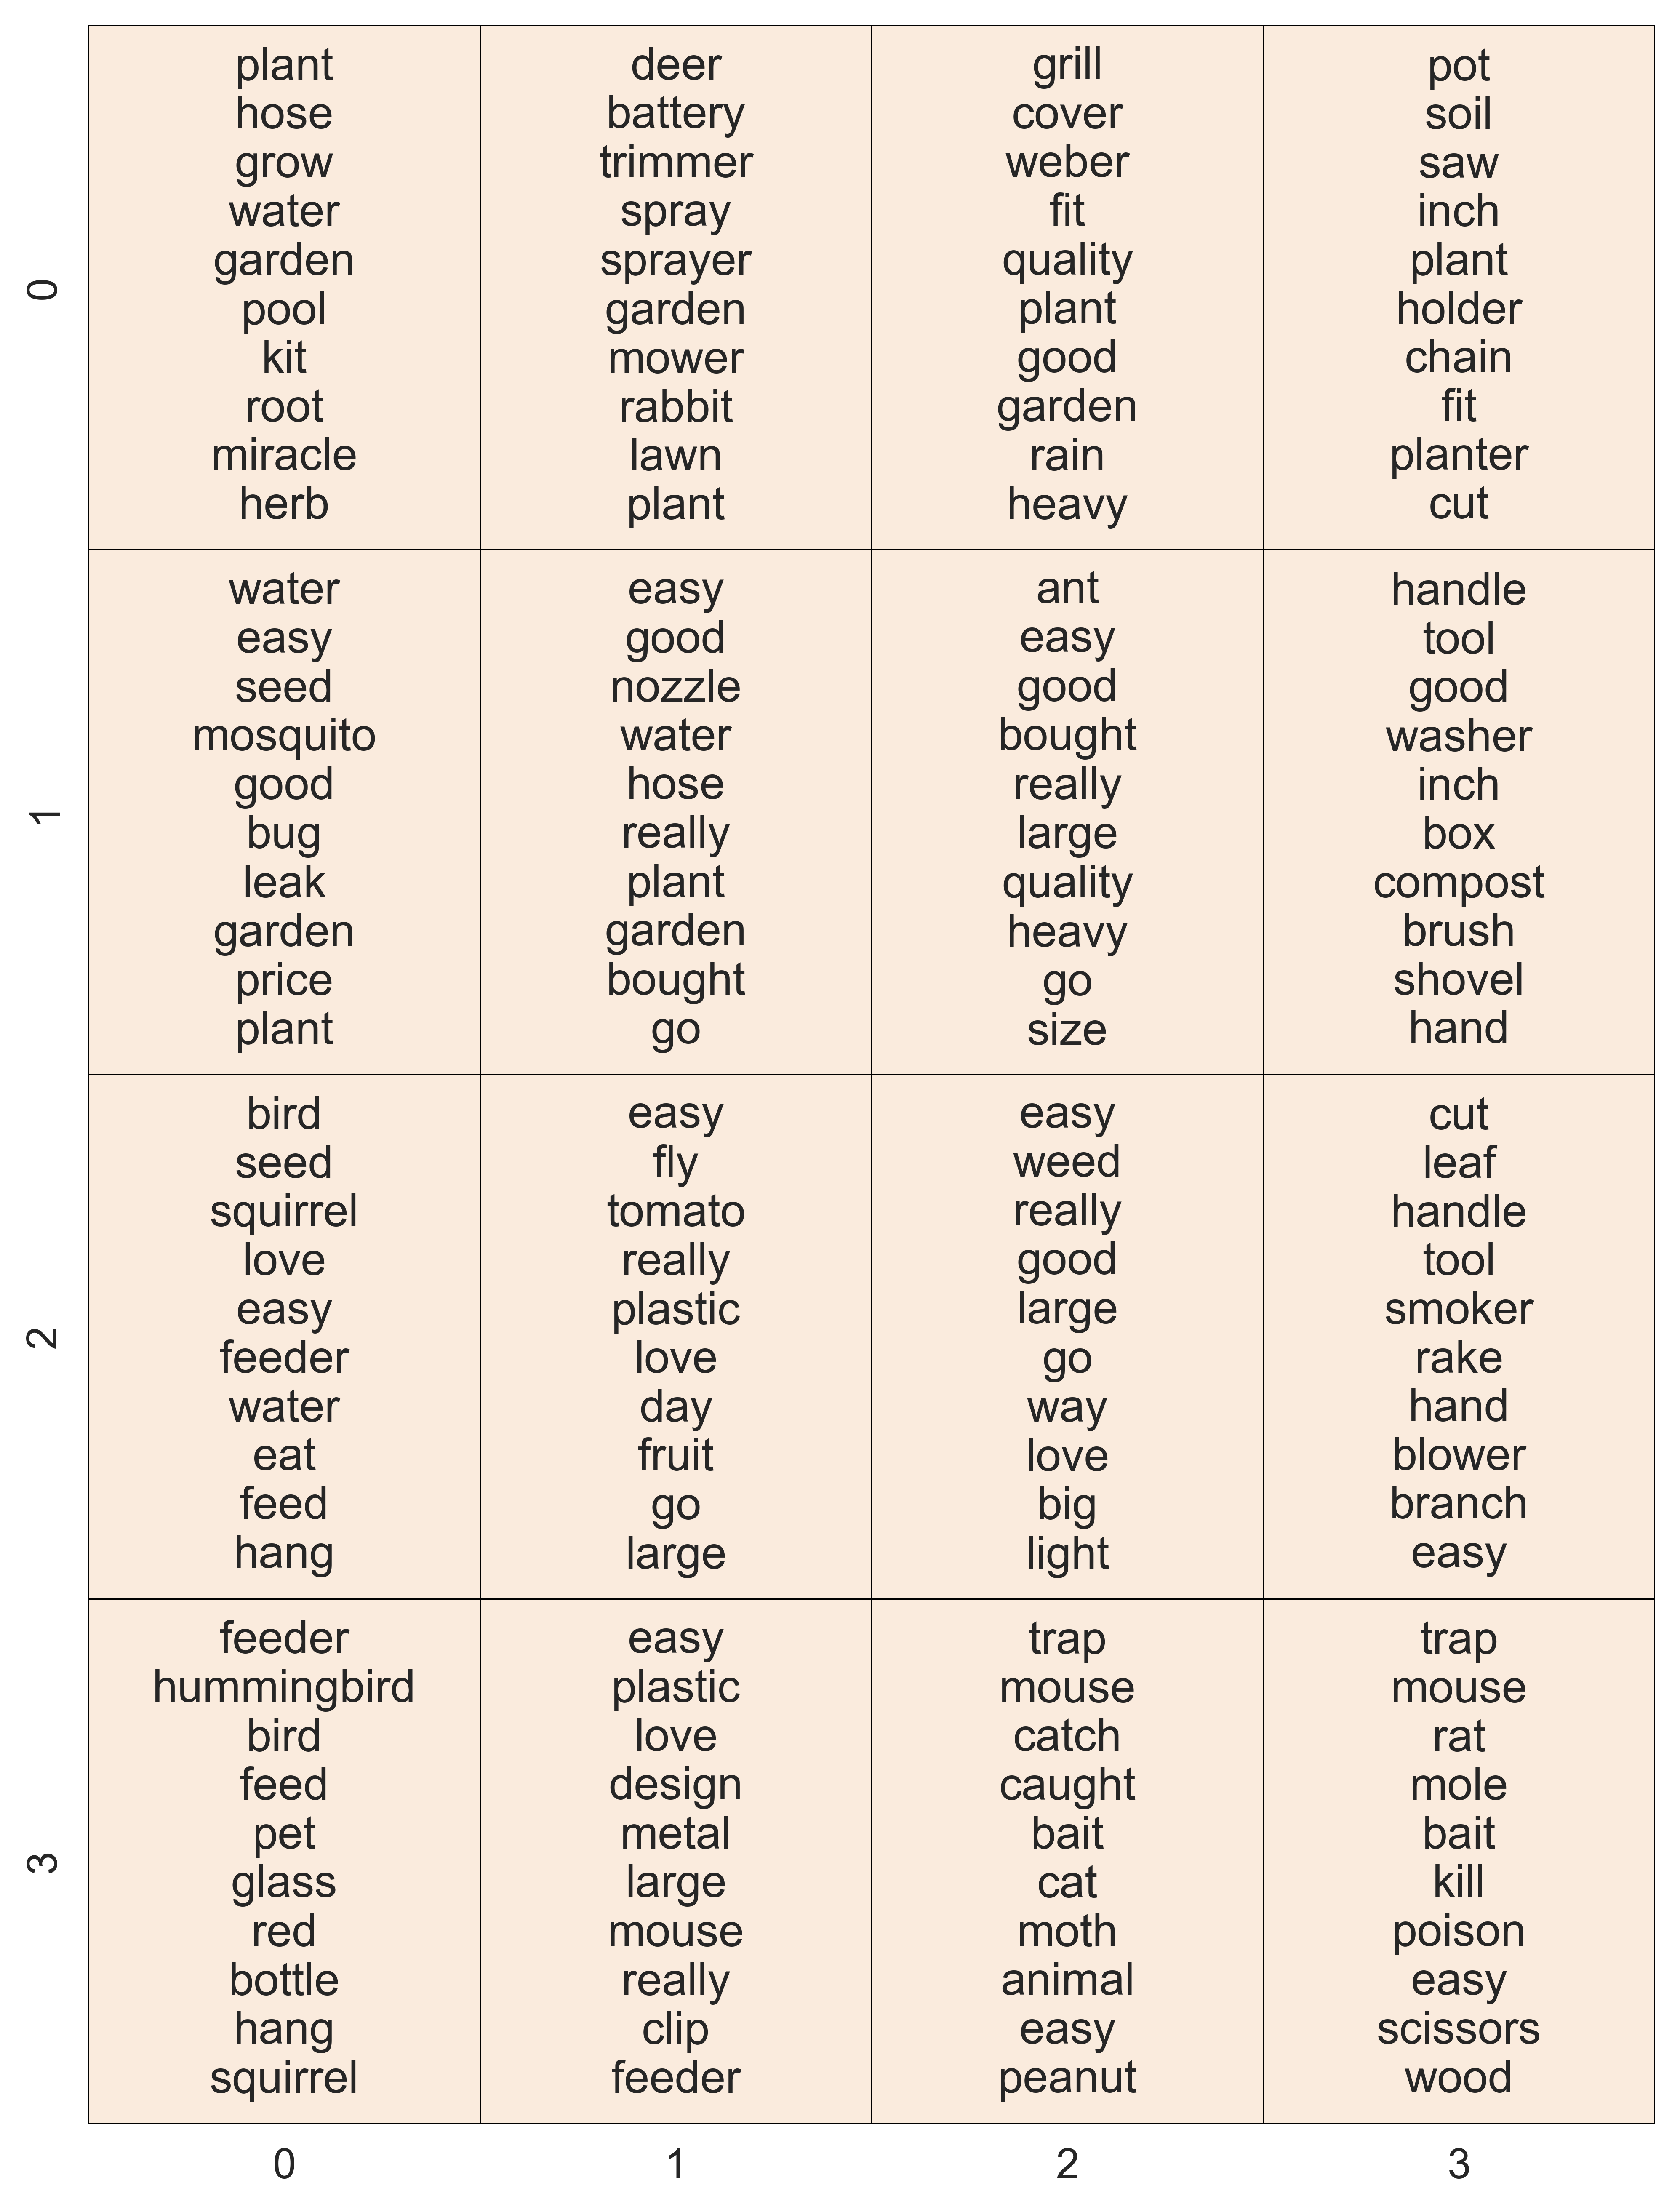 0
plant
hose
grow
water
garden
pool
kit
root
miracle
herb
deer
battery
trimmer
spray
sprayer
garden
mower
rabbit
lawn
plant
grill
cover
weber
fit
quality
plant
good
garden
rain
heavy
pot
soil
saw
inch
plant
holder
chain
fit
planter
cut
1
water
easy
seed
mosquito
good
bug
leak
garden
price
plant
easy
good
nozzle
water
hose
really
plant
garden
bought
go
ant
easy
good
bought
really
large
quality
heavy
go
size
handle
tool
good
washer
inch
box
compost
brush
shovel
hand
2
bird
seed
squirrel
love
easy
feeder
water
eat
feed
hang
easy
fly
tomato
really
plastic
love
day
fruit
go
large
easy
weed
really
good
large
go
way
love
big
light
cut
leaf
handle
tool
smoker
rake
hand
blower
branch
easy
3
feeder
hummingbird
bird
feed
pet
glass
red
bottle
hang
squirrel
easy
plastic
love
design
metal
large
mouse
really
clip
feeder
trap
mouse
catch
caught
bait
cat
moth
animal
easy
peanut
trap
mouse
rat
mole
bait
kill
poison
easy
scissors
wood
0 1 2 3